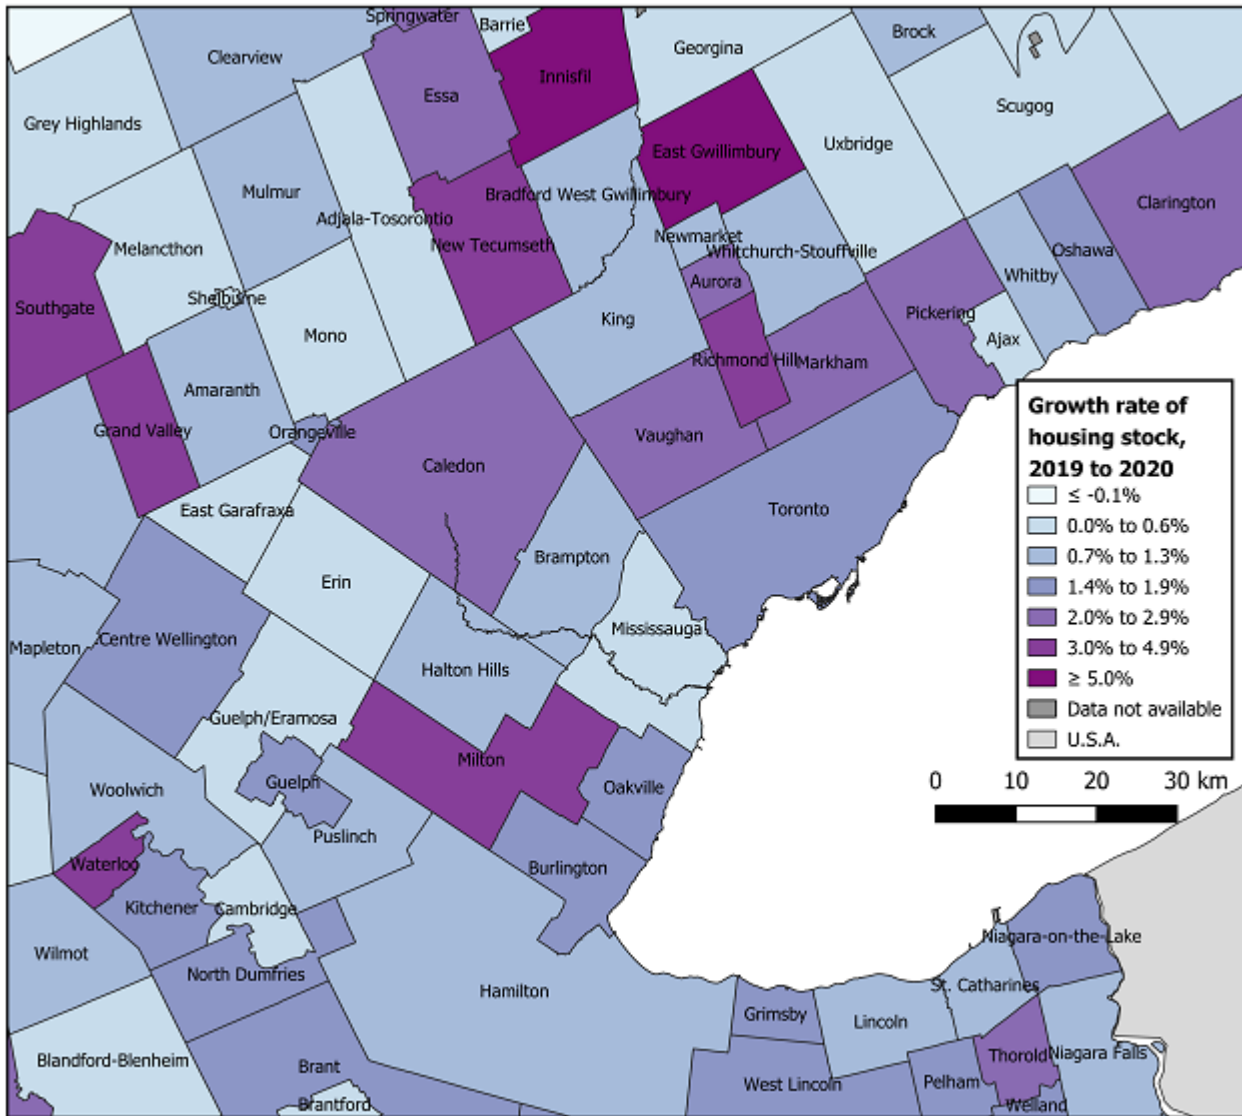 Springwater
Barrie
Brock
Georgina
Clearview
Innisfil
Essa
Scugog
Grey Highlands
Uxbridge
East Gwillimbury
Mulmur
Bradford West Gwillimbury
Clarington
Adjala-Tosorontio
Newmarket
New Tecumseth
Melancthon
Whitchurch-Stouffville
Oshawa
Whitby
Aurora
Shelburne
Southgate
King
Pickering
Mono
Ajax
Richmond Hill
Markham
Amaranth
Grand Valley
Orangeville
Vaughan
Caledon
East Garafraxa
Toronto
Brampton
Erin
Mississauga
Centre Wellington
Mapleton
Halton Hills
Guelph/Eramosa
Milton
Guelph
Oakville
Woolwich
Puslinch
Waterloo
Burlington
Kitchener
Cambridge
Wilmot
North Dumfries
Hamilton
Niagara-on-the-Lake
St. Catharines
Grimsby
Lincoln
Blandford-Blenheim
Thorold
Niagara Falls
Brant
West Lincoln
Pelham
Brantford
Welland
Growth rate of
housing stock,
2019 to 2020
≤ -0.1%
0.0% to 0.6%
0.7% to 1.3%
1.4% to 1.9%
2.0% to 2.9%
3.0% to 4.9%
≥ 5.0%
Data not available
U.S.A.
0 10 20 30 km